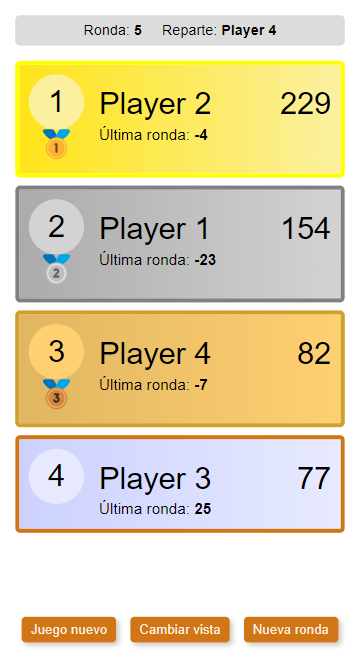 Ronda: 5 Reparte: Player 4
1 Player 2 229
Última ronda: -4
1
2 Player 1 154
Última ronda: -23
2
3 Player 4 82
Última ronda: -7
3
4 Player 3 77
Última ronda: 25
Juego nuevo Cambiar vista Nueva ronda